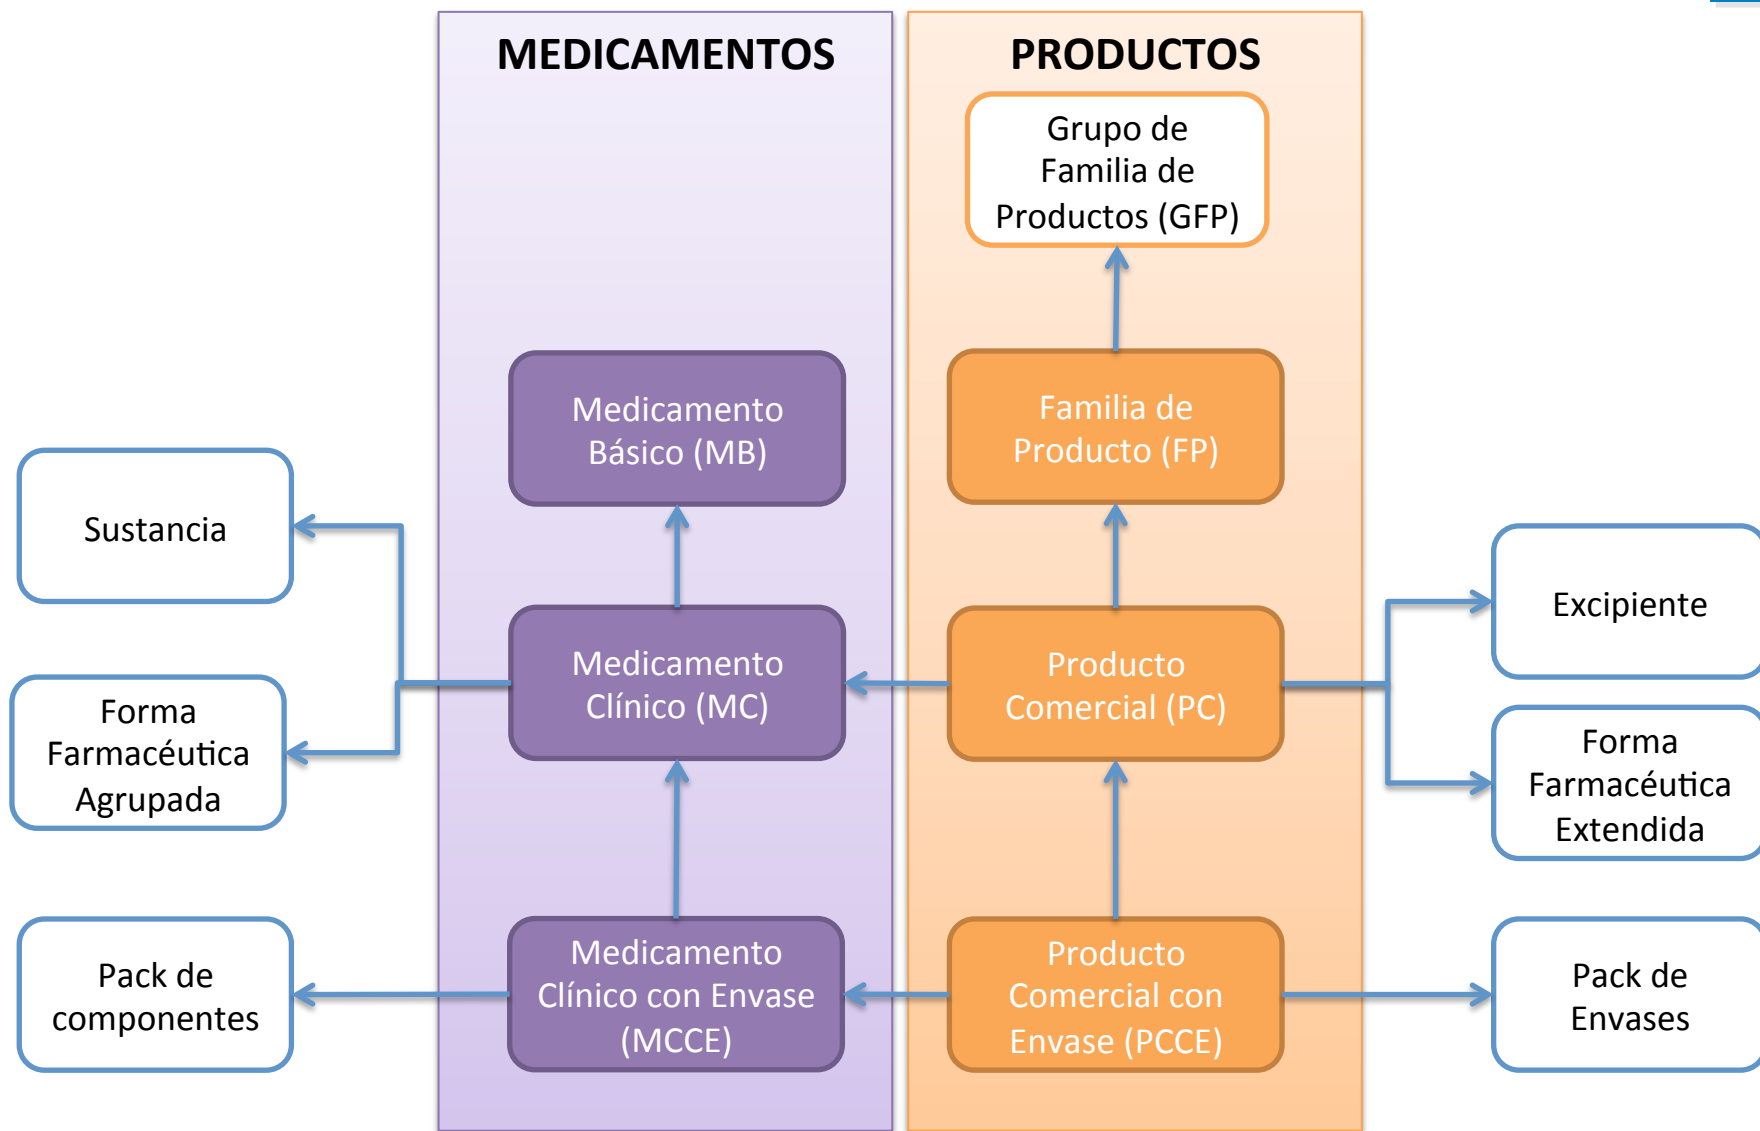 MEDICAMENTOS
PRODUCTOS
Grupo de
Familia de
Productos (GFP)
Medicamento
Básico (MB)
Familia de
Producto (FP)
Sustancia
Excipiente
Medicamento
Clínico (MC)
Producto
Comercial (PC)
Forma
Farmacéutica
Agrupada
Forma
Farmacéutica
Extendida
Pack de
componentes
Medicamento
Clínico con Envase
(MCCE)
Producto
Comercial con
Envase (PCCE)
Pack de
Envases